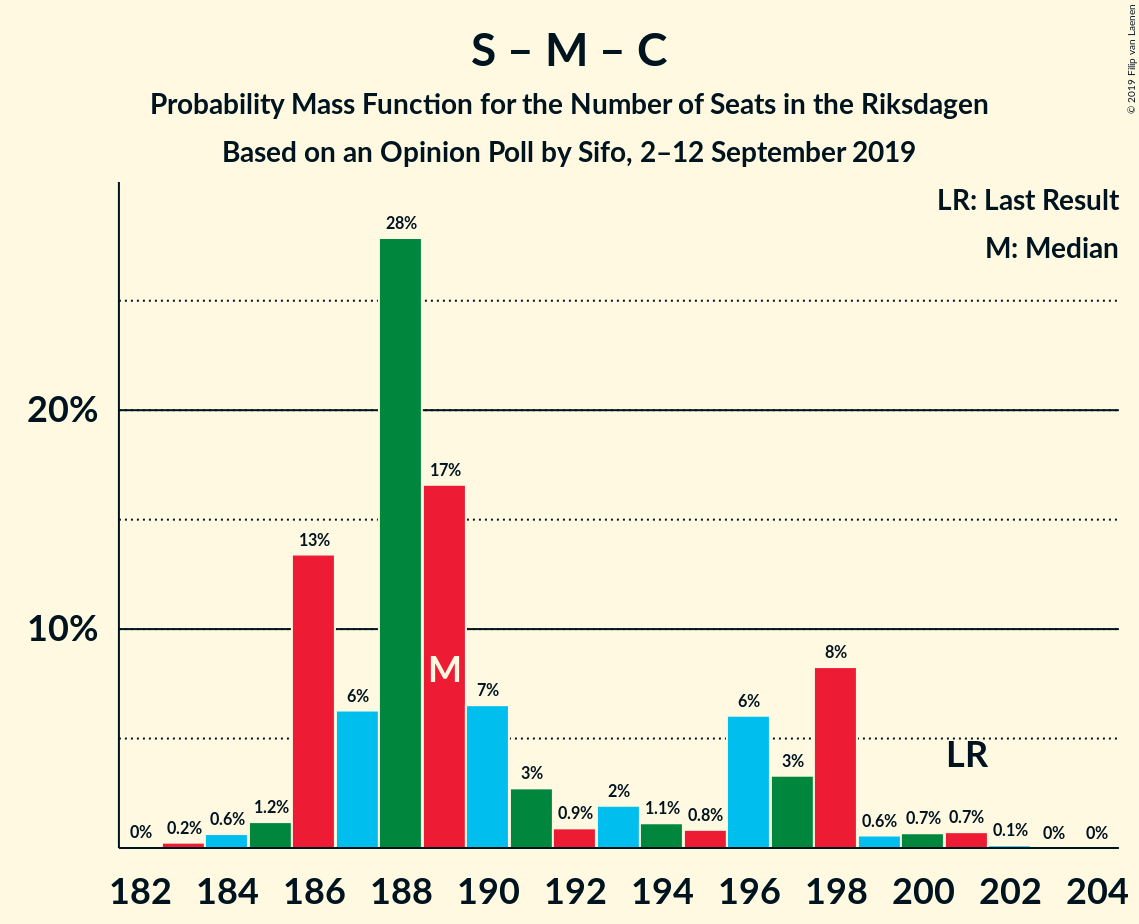 S – M – C
Probability Mass Function for the Number of Seats in the Riksdagen
Based on an Opinion Poll by Sifo, 2–12 September 2019
© 2019 Filip van Laenen
LR: Last Result
M: Median
28%
20%
17%
13%
10%
M
8%
7%
6%
6%
LR
3%
3%
0%
0.2%
0.6%
1.2%
0.9%
2%
1.1%
0.8%
0.6%
0.7%
0.7%
0.1%
0%
0%
182 184 186 188 190 192 194 196 198 200 202 204